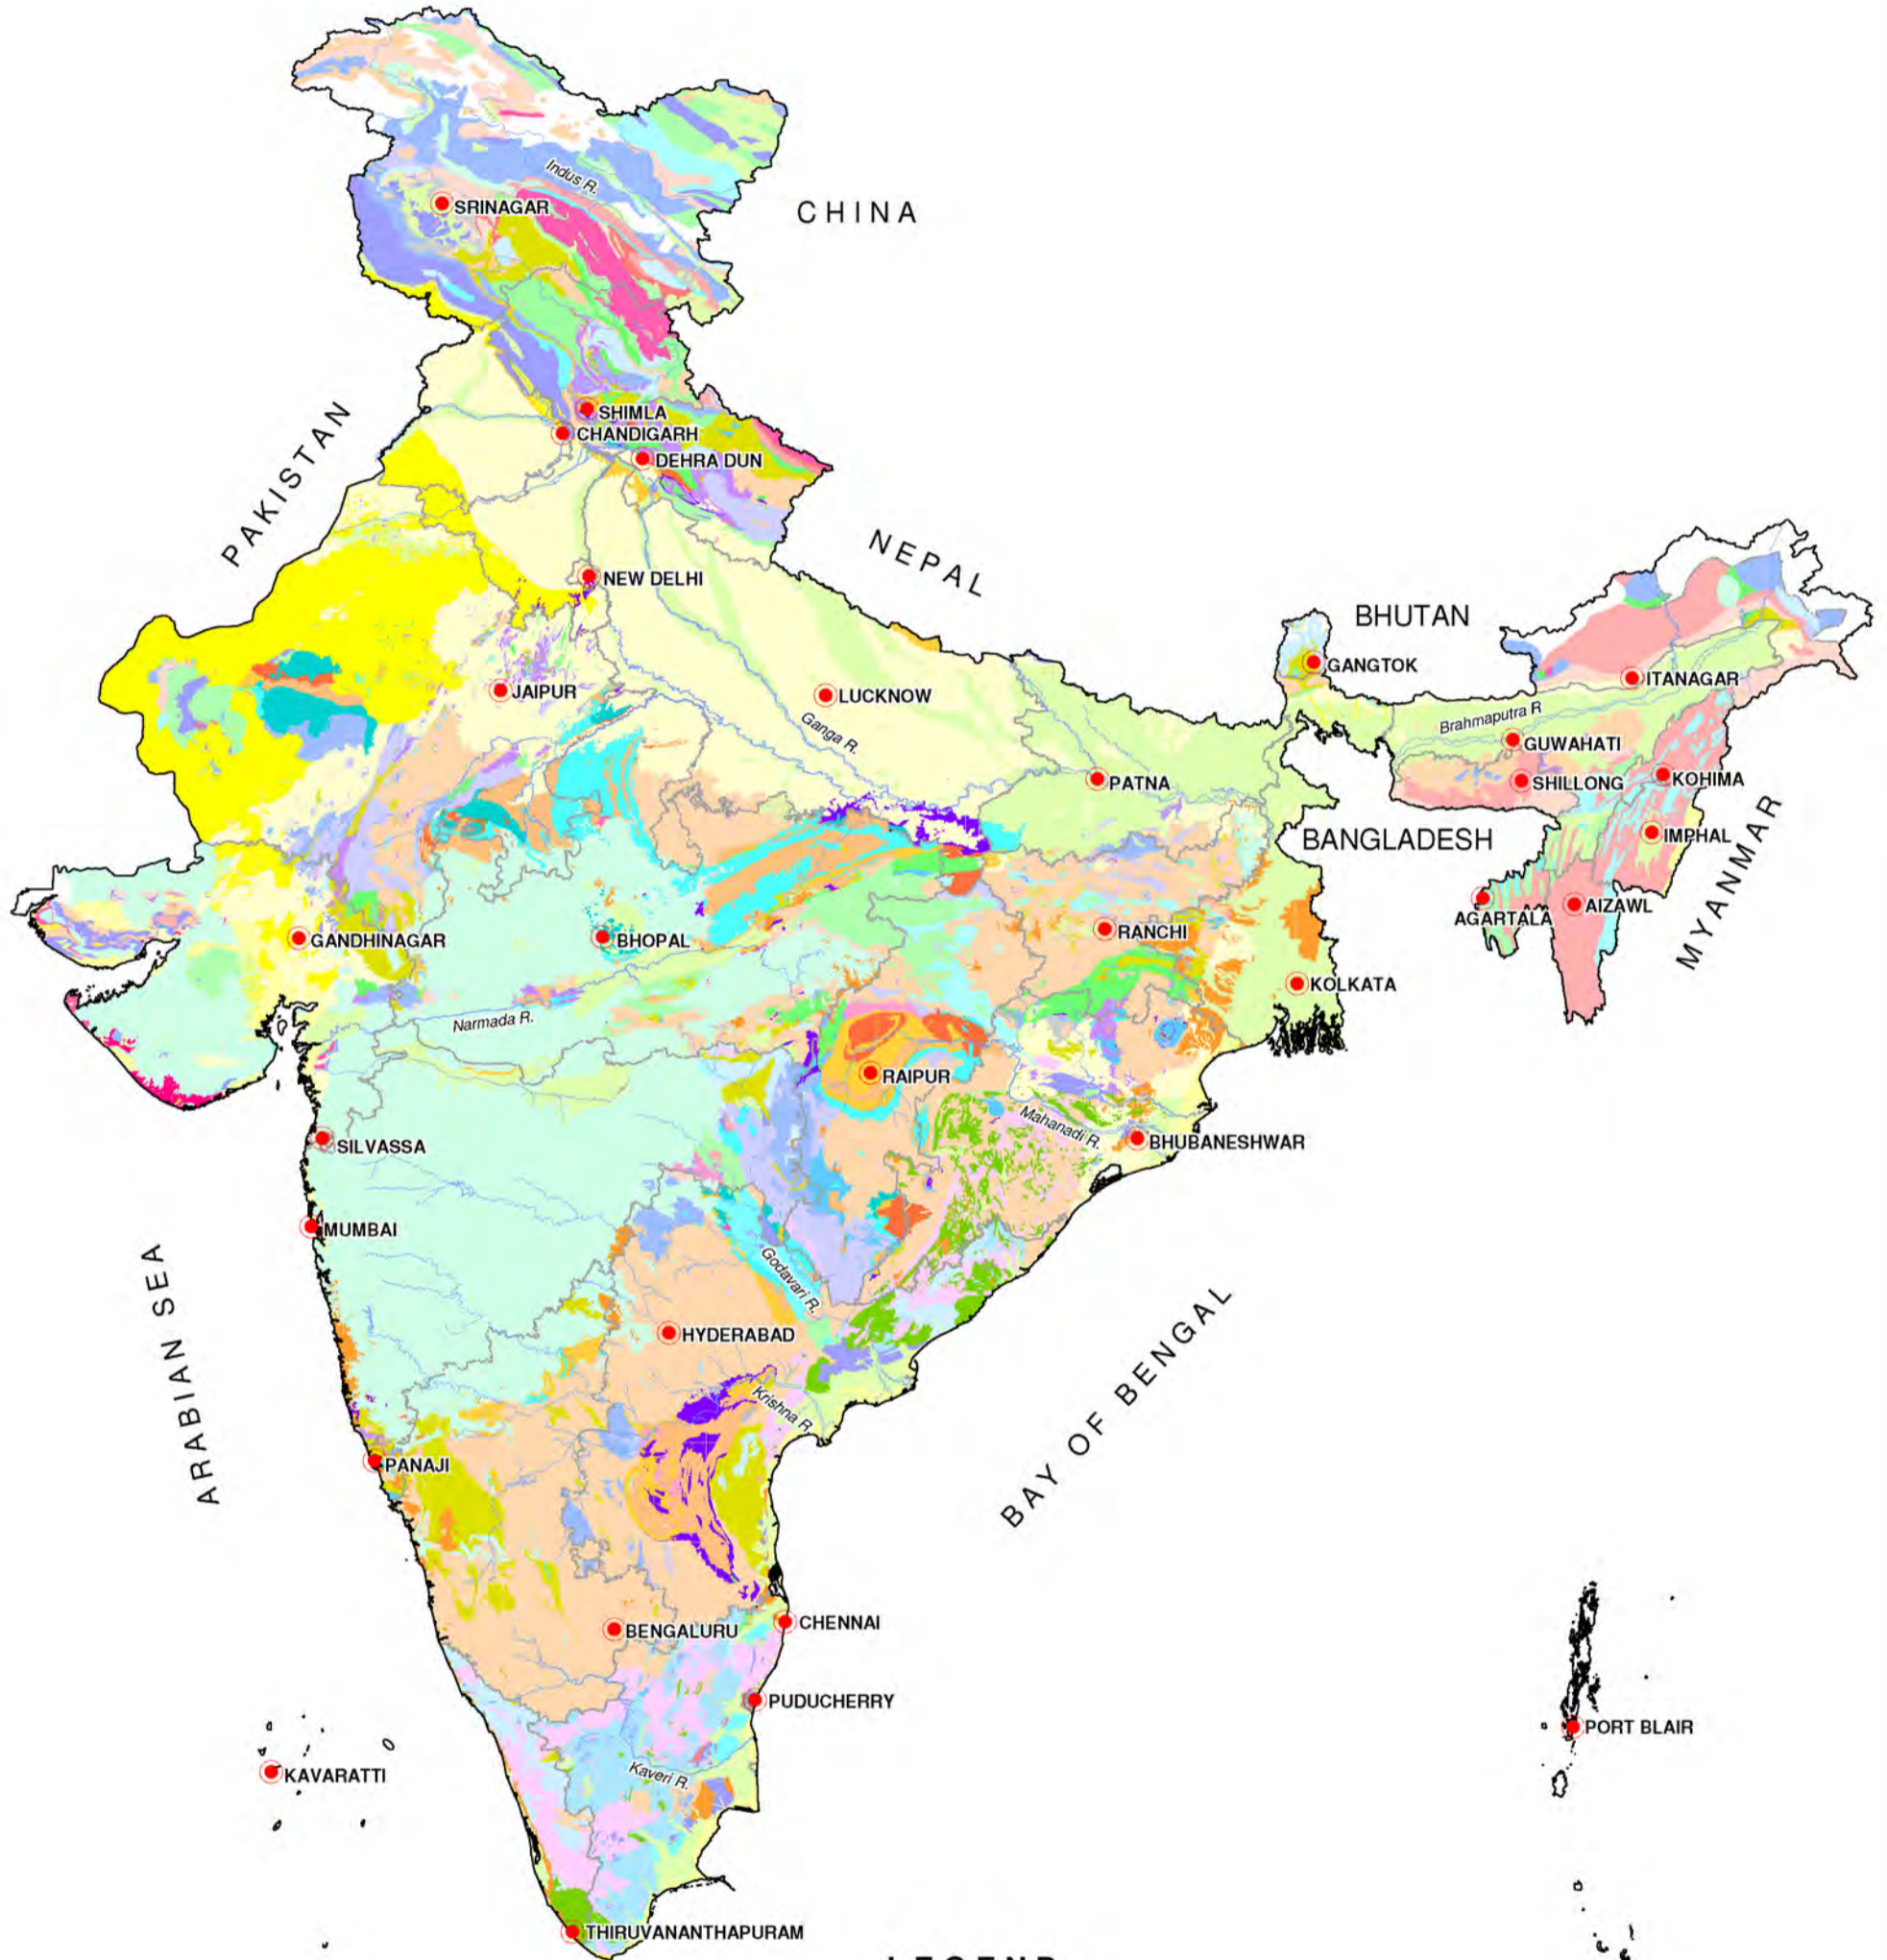 Indus R.
SRINAGAR
CHINA
PAKISTAN
SHIMLA
CHANDIGARH
DEHRA DUN
NEPAL
NEW DELHI
BHUTAN
GANGTOK
ITANAGAR
JAIPUR
LUCKNOW
Ganga R.
Brahmaputra R
GUWAHATI
PATNA
SHILLONG
KOHIMA
BANGLADESH
IMPHAL
MYANMAR
AGARTALA
AIZAWL
GANDHINAGAR
BHOPAL
RANCHI
KOLKATA
Narmada R.
RAIPUR
Mahanadi R.
BHUBANESHWAR
SILVASSA
MUMBAI
ARABIAN SEA
Godavari R.
HYDERABAD
Krishna R.
BAY OF BENGAL
PANAJI
BENGALURU
CHENNAI
PUDUCHERRY
PORT BLAIR
KAVARATTI
Kaveri R.
THIRUVANANTHAPURAM
LEGEND